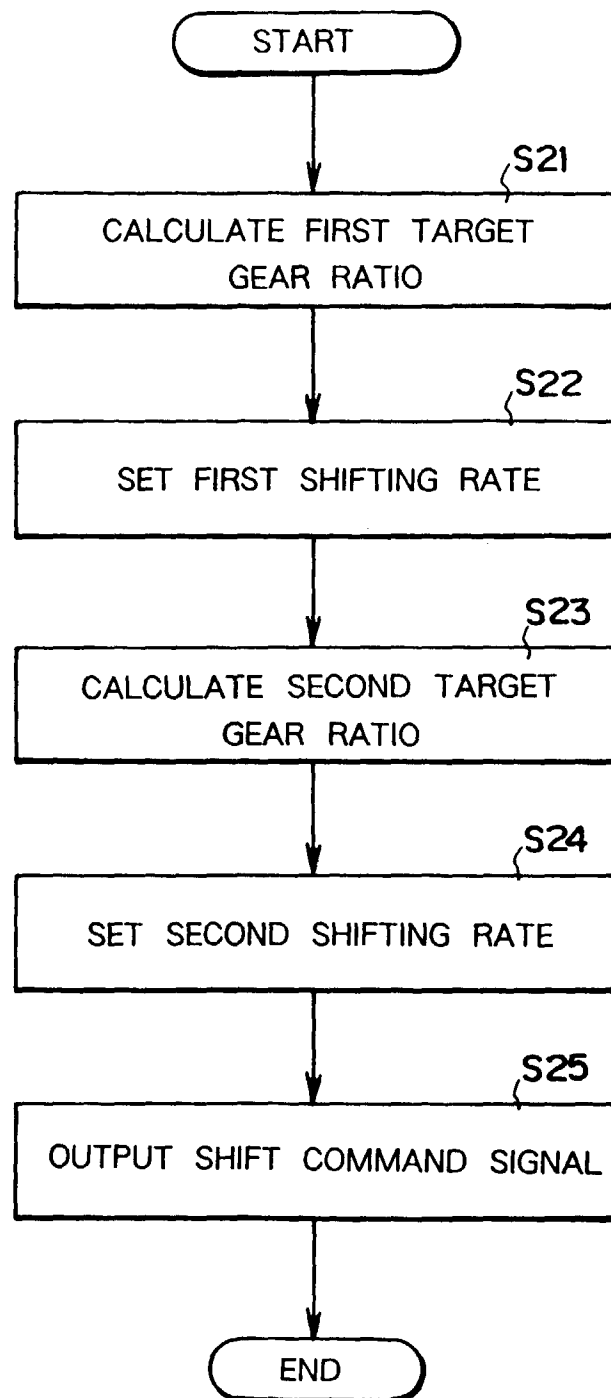 START
S21
CALCULATE FIRST TARGET
GEAR RATIO
S22
SET FIRST SHIFTING RATE
S23
CALCULATE SECOND TARGET
GEAR RATIO
S24
SET SECOND SHIFTING RATE
S25
OUTPUT SHIFT COMMAND SIGNAL
END